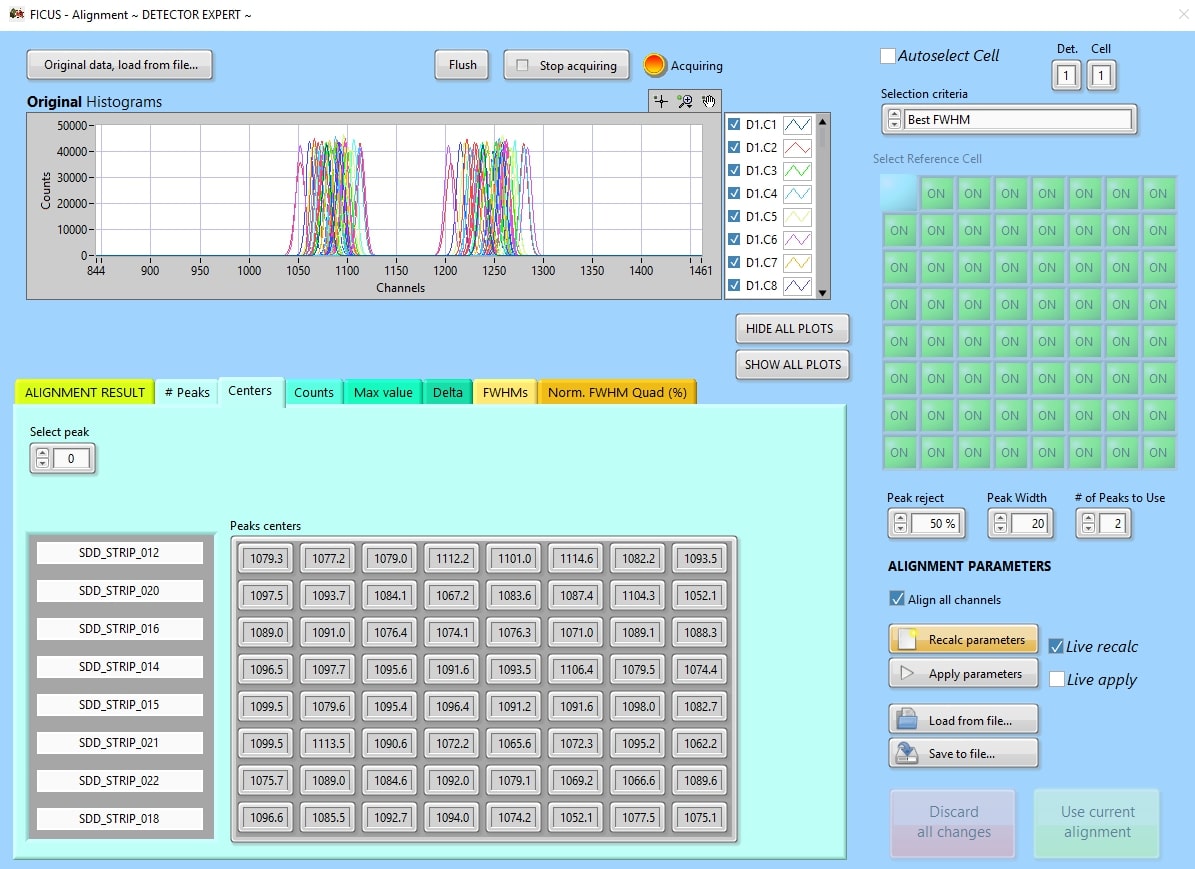 FICUS - Alignment ~ DETECTOR EXPERT ~
Original data, load from file...
Flush
Stop acquiring
Acquiring
Autoselect Cell
Det.
Cell
1
1
Selection criteria
Best FWHM
Original Histograms
50000
40000
30000
20000
10000
0
Counts
844 900 950 1000 1050 1100 1150 1200 1250 1300 1350 1400 1461
Channels
D1.C1
D1.C2
D1.C3
D1.C4
D1.C5
D1.C6
D1.C7
D1.C8
HIDE ALL PLOTS
SHOW ALL PLOTS
Select Reference Cell
ON ON ON ON ON ON ON
ON ON ON ON ON ON ON ON
ON ON ON ON ON ON ON ON
ON ON ON ON ON ON ON ON
ON ON ON ON ON ON ON ON
ON ON ON ON ON ON ON ON
ON ON ON ON ON ON ON ON
ON ON ON ON ON ON ON ON
ALIGNMENT RESULT
# Peaks
Centers
Counts
Max value
Delta
FWHMs
Norm. FWHM Quad (%)
Select peak
0
Peaks centers
SDD_STRIP_012
1079.3 1077.2 1079.0 1112.2 1101.0 1114.6 1082.2 1093.5
SDD_STRIP_020
1097.5 1093.7 1084.1 1067.2 1083.6 1087.4 1104.3 1052.1
SDD_STRIP_016
1089.0 1091.0 1076.4 1074.1 1076.3 1071.0 1089.1 1088.3
SDD_STRIP_014
1096.5 1097.7 1095.6 1091.6 1093.5 1106.4 1079.5 1074.4
SDD_STRIP_015
1099.5 1079.6 1095.4 1096.4 1091.2 1091.6 1098.0 1082.7
SDD_STRIP_021
1099.5 1113.5 1090.6 1072.2 1065.6 1072.3 1095.2 1062.2
SDD_STRIP_022
1075.7 1089.0 1084.6 1092.0 1079.1 1069.2 1066.6 1089.6
SDD_STRIP_018
1096.6 1085.5 1092.7 1094.0 1074.2 1052.1 1077.5 1075.1
Peak reject
50 %
Peak Width
20
# of Peaks to Use
2
ALIGNMENT PARAMETERS
Align all channels
Recalc parameters
Live recalc
Apply parameters
Live apply
Load from file...
Save to file...
Discard
all changes
Use current
alignment